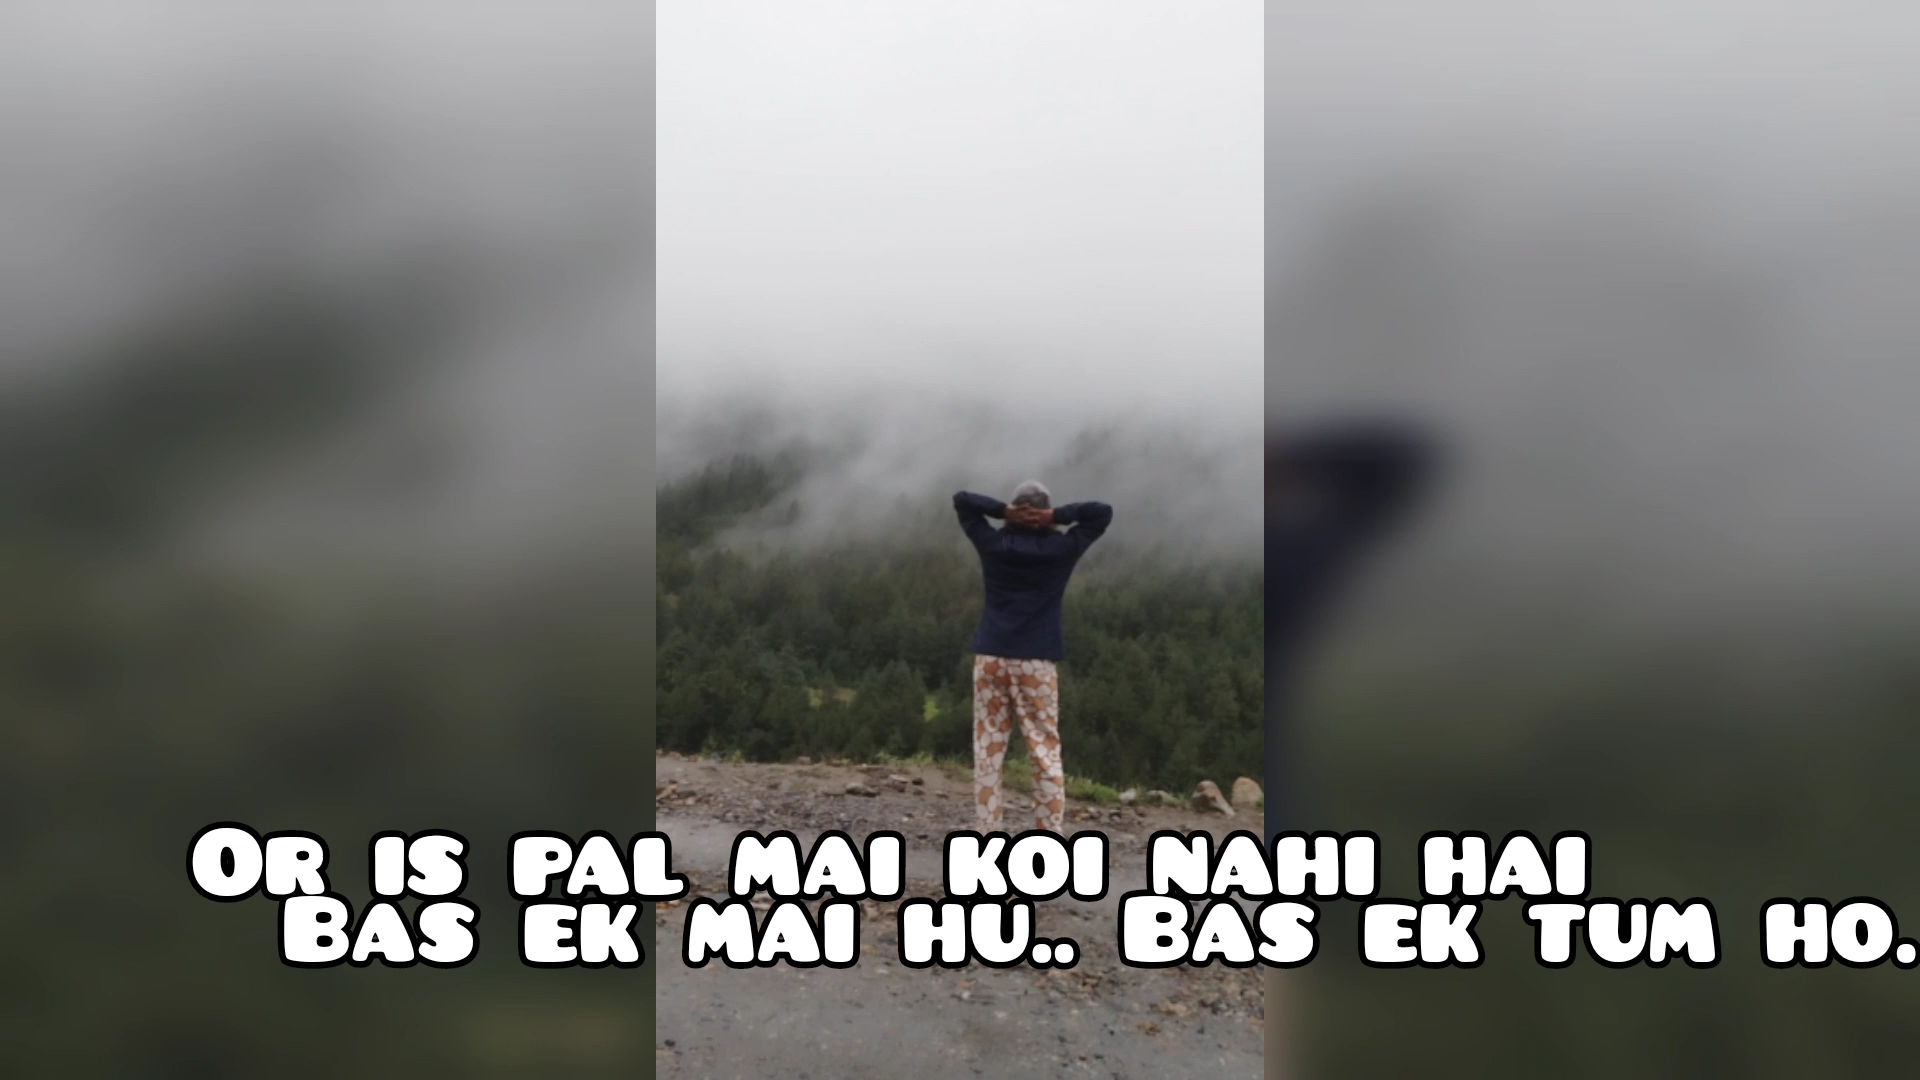 Or is pal mai koi nahi hai
Bas ek mai hu.. Bas ek tum ho.